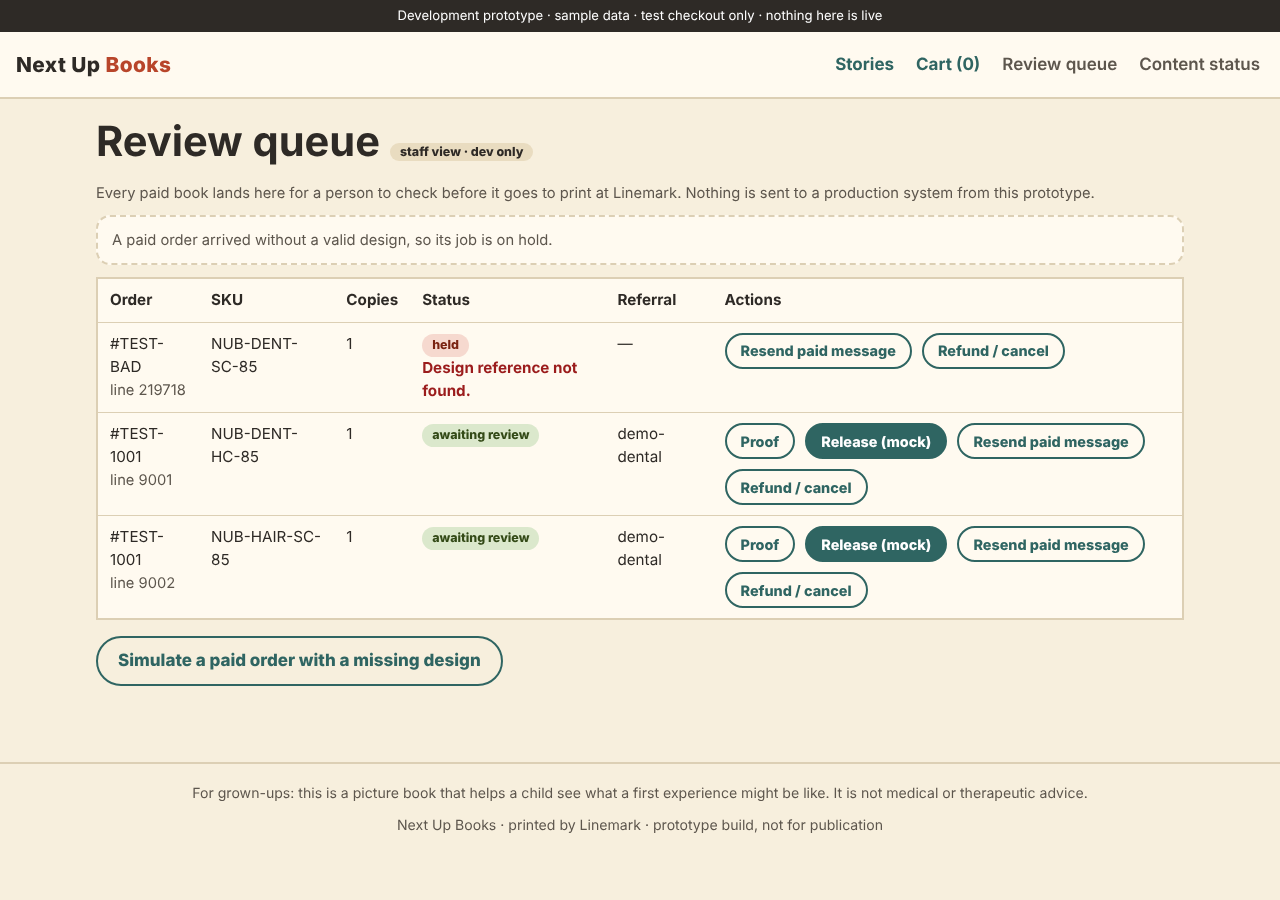 Development prototype · sample data · test checkout only · nothing here is live
Next Up Books
Stories
Cart (0)
Review queue
Content status
Review queue
staff view · dev only
Every paid book lands here for a person to check before it goes to print at Linemark. Nothing is sent to a production system from this prototype.
A paid order arrived without a valid design, so its job is on hold.
Order SKU Copies Status Referral Actions
#TEST-
BAD
line 219718
NUB-DENT-
SC-85
1
held
Design reference not
found.
—
Resend paid message
Refund / cancel
#TEST-
1001
line 9001
NUB-DENT-
HC-85
1
awaiting review
demo-
dental
Proof
Release (mock)
Resend paid message
Refund / cancel
#TEST-
1001
line 9002
NUB-HAIR-SC-
85
1
awaiting review
demo-
dental
Proof
Release (mock)
Resend paid message
Refund / cancel
Simulate a paid order with a missing design
For grown-ups: this is a picture book that helps a child see what a first experience might be like. It is not medical or therapeutic advice.
Next Up Books · printed by Linemark · prototype build, not for publication